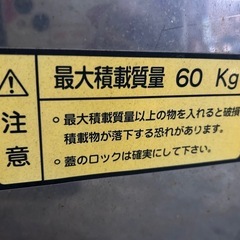 注意
最大積載質量 60 Kg
・最大積載質量以上の物を入れると破損
積載物が落下する恐れがあります。
・蓋のロックは確実にして下さい。